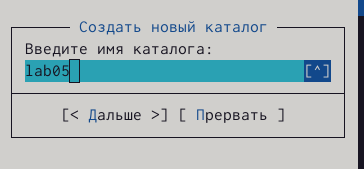 Создать новый каталог
Введите имя каталога:
lab05 [^]
[< Дальше >] [ Прервать ]